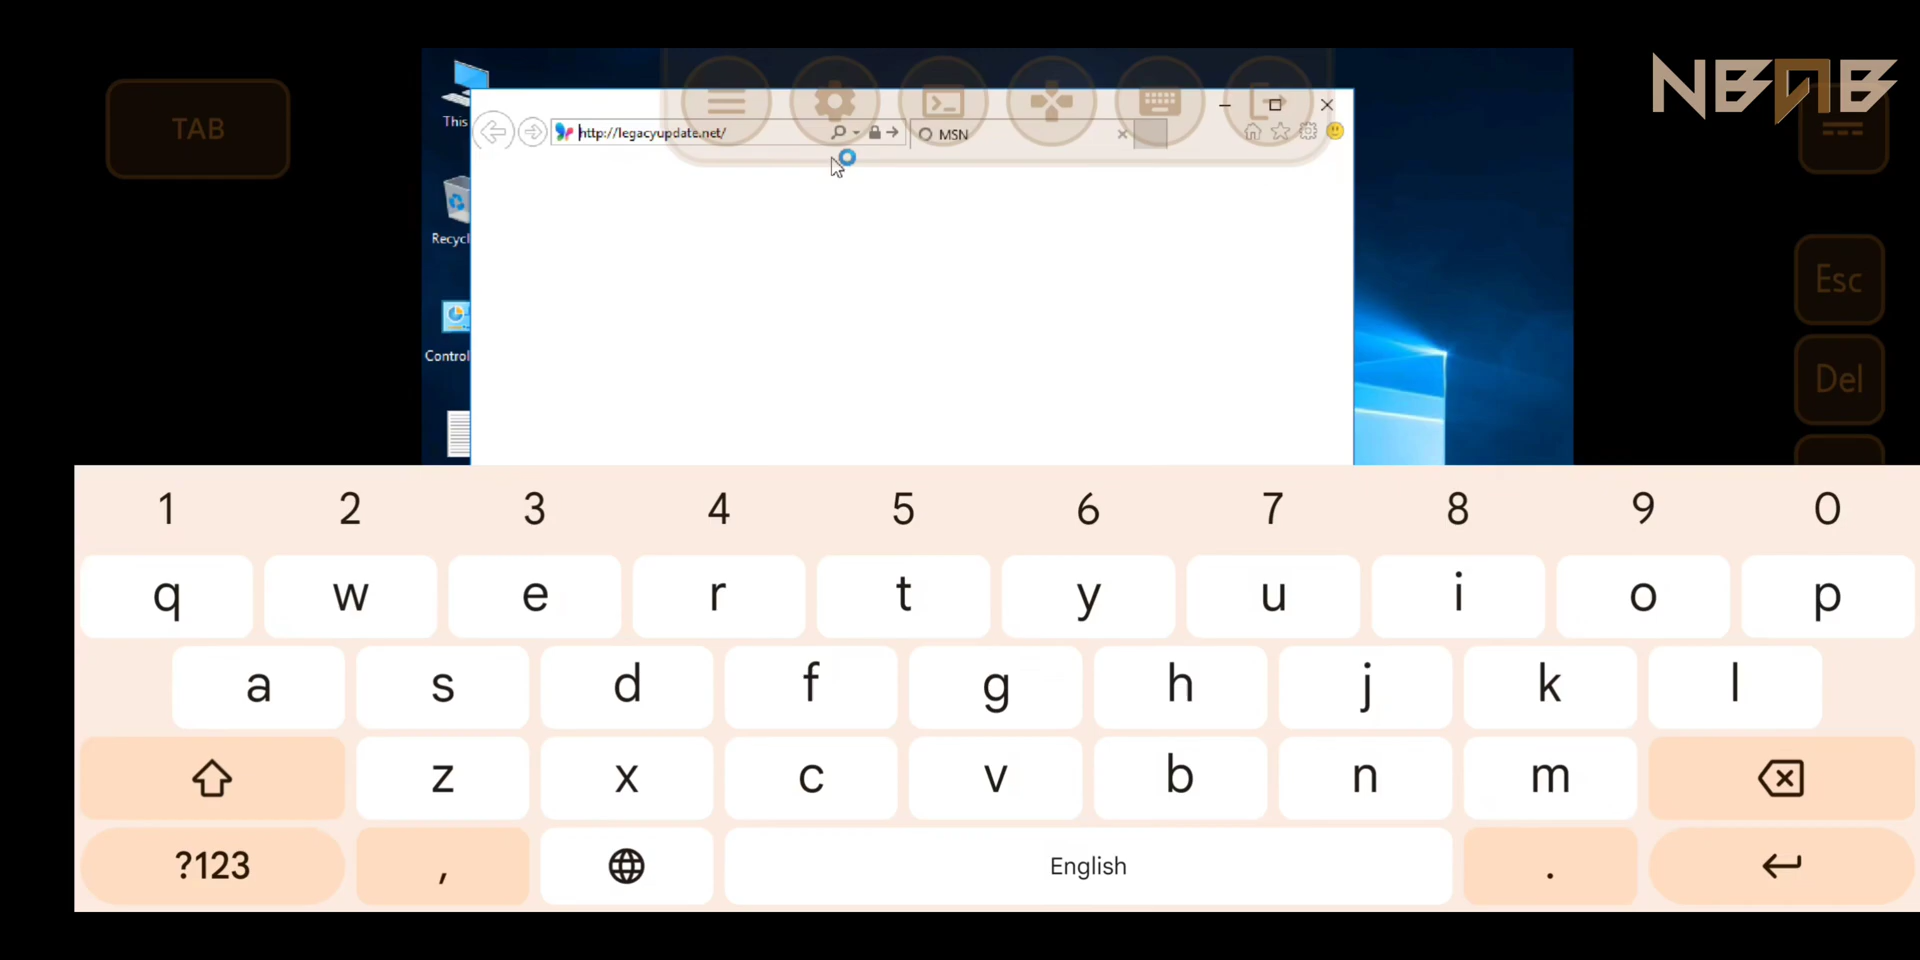 NBAB
TAB
This
http://legacyupdate.net/
MSN
Recycl
Esc
Control
Del
1 2 3 4 5 6 7 8 9 0
q w e r t y u i o p
a s d f g h j k l
z x c v b n m
?123 , English .